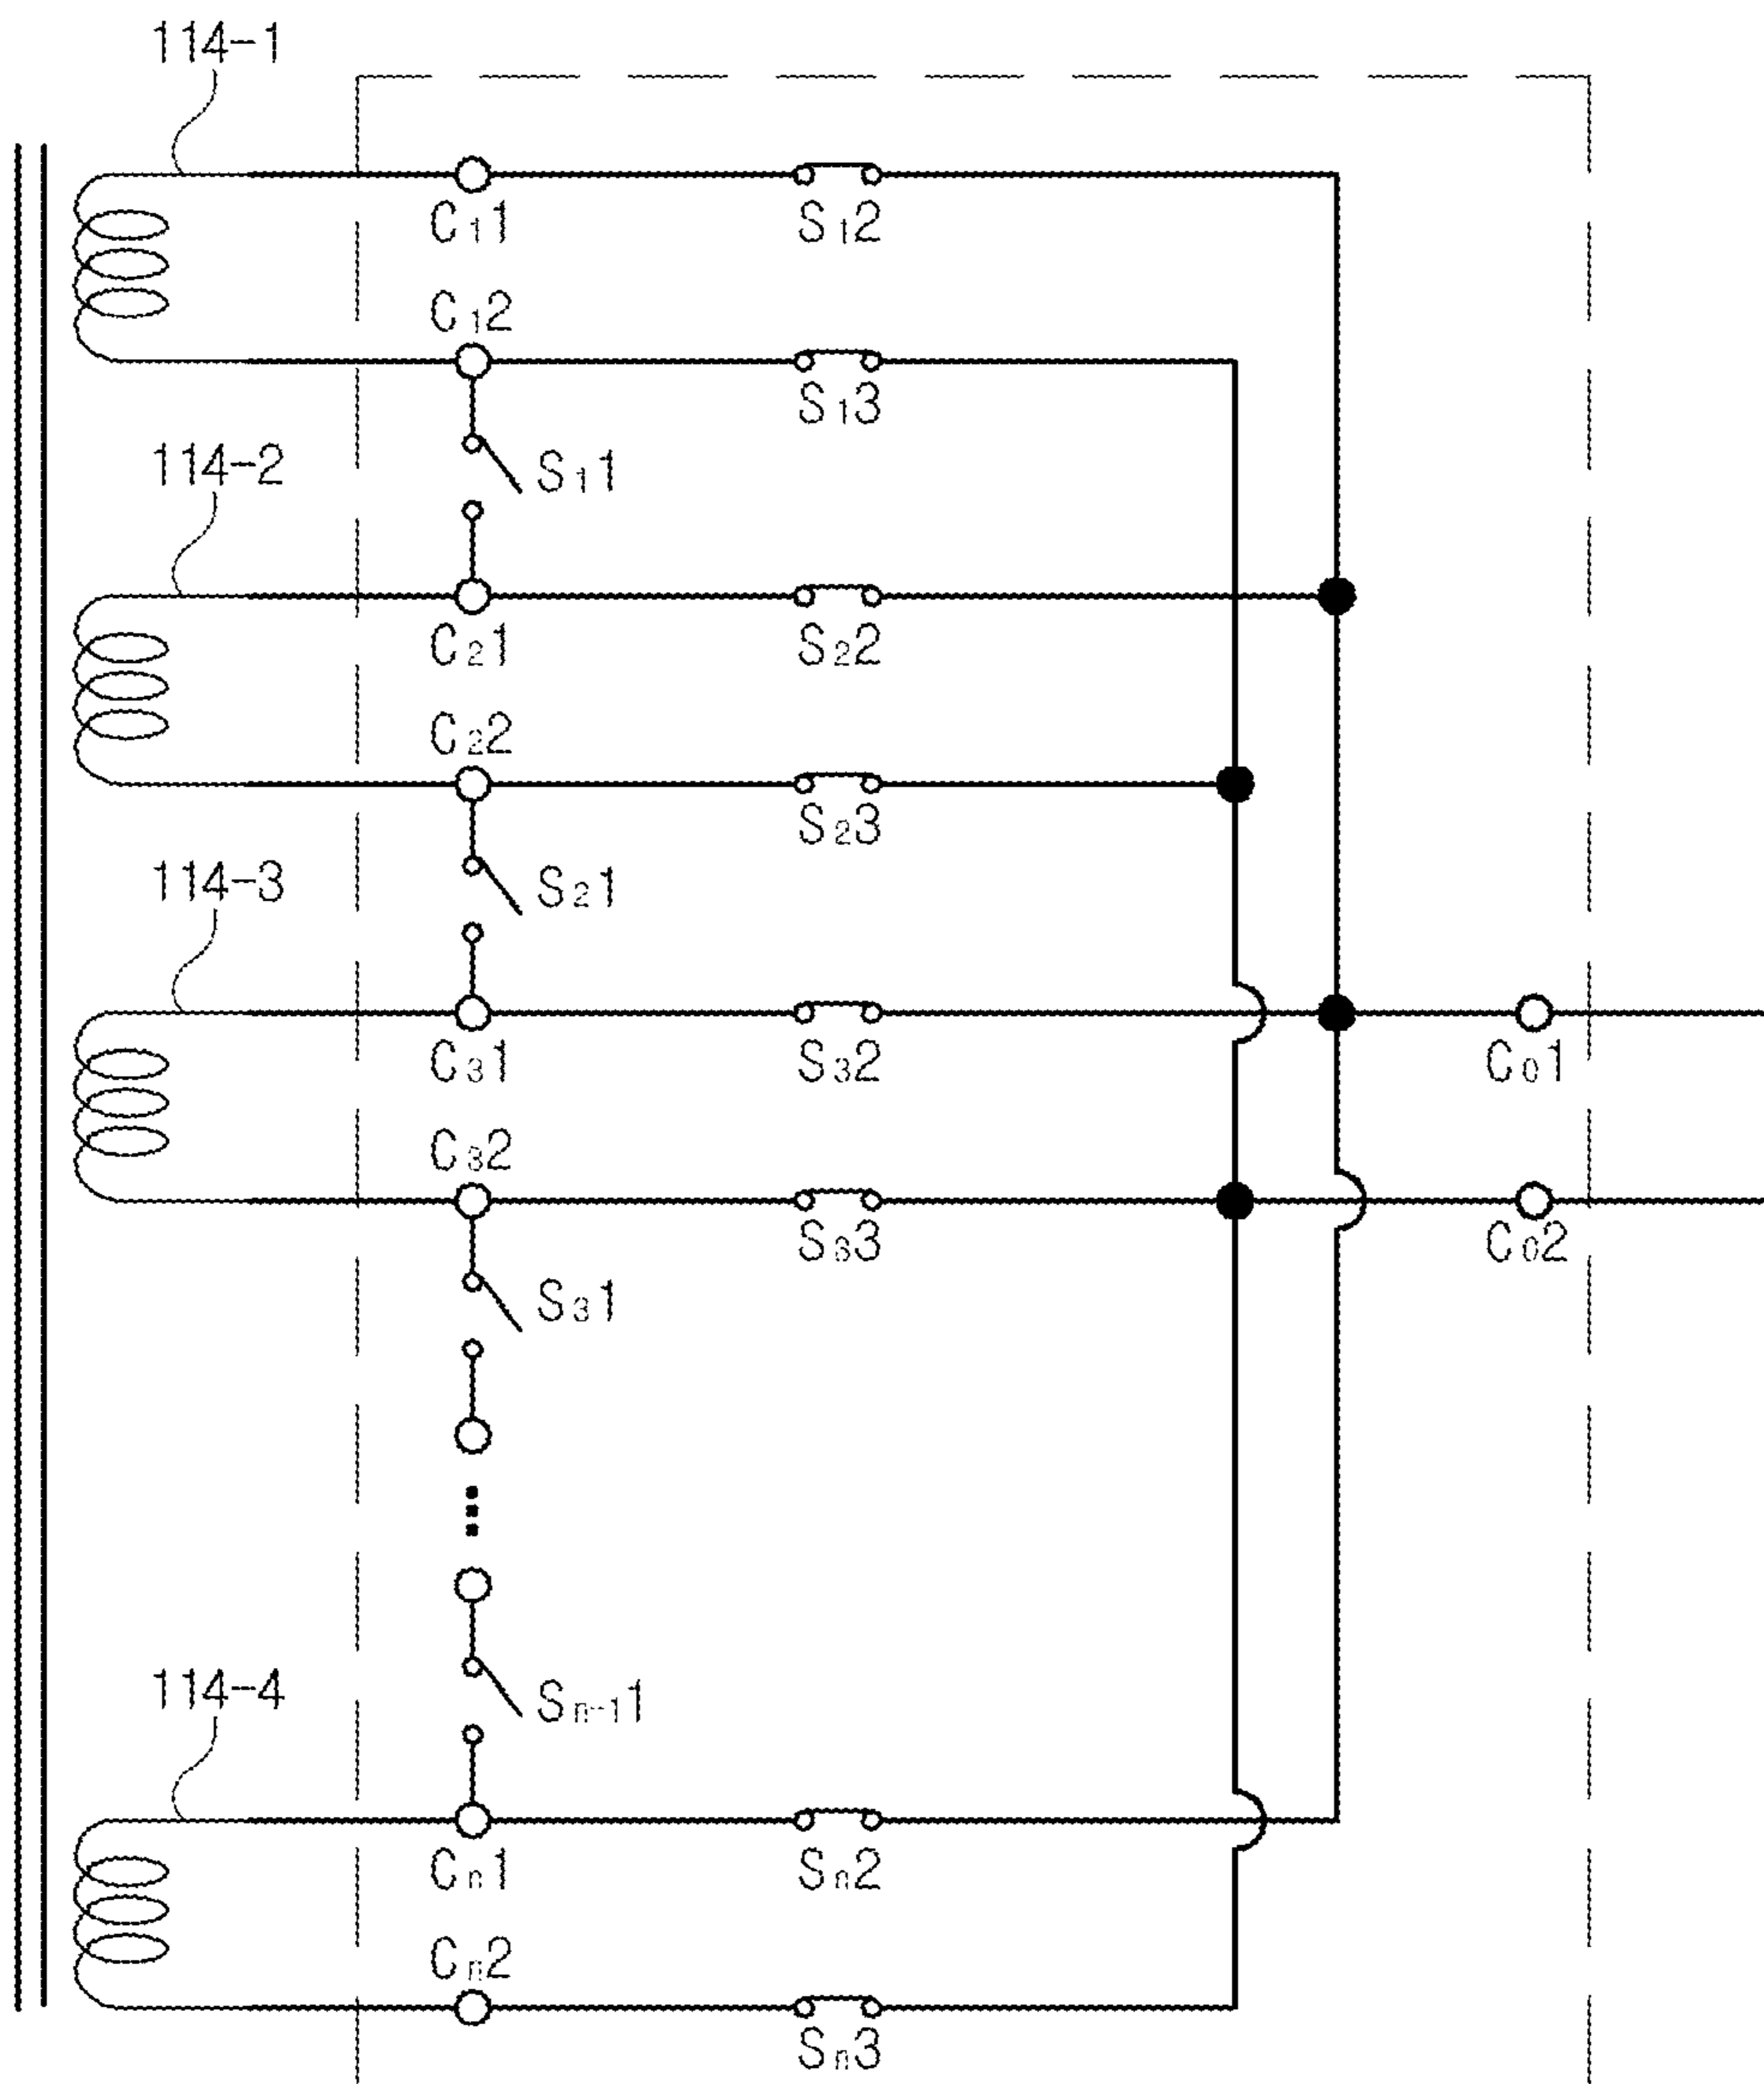 114-1
C₁1
S₁2
C₁2
S₁3
114-2
S₁1
C₂1
S₂2
C₂2
S₂3
114-3
S₂1
C₃1
S₃2
C₀1
C₃2
S₃3
C₀2
S₃1
114-4
Sₙ₋₁1
Cₙ1
Sₙ2
Cₙ2
Sₙ3